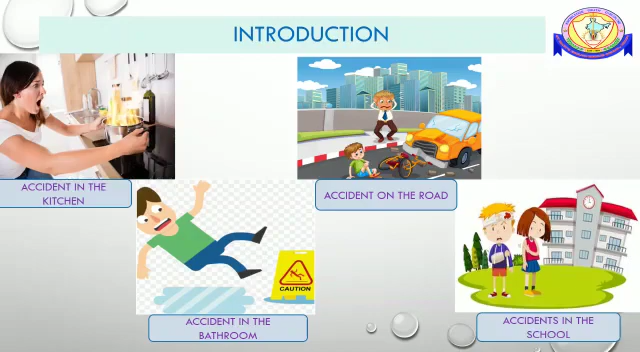 INTRODUCTION
ACCIDENT IN THE
KITCHEN
ACCIDENT ON THE ROAD
CAUTION
ACCIDENT IN THE
BATHROOM
ACCIDENTS IN THE
SCHOOL